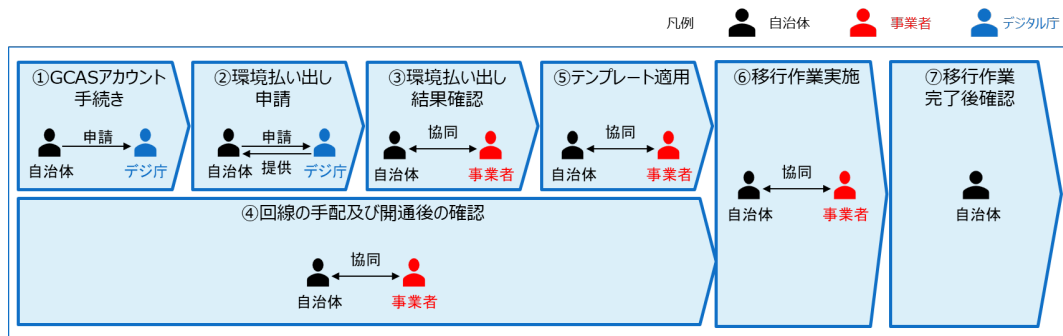 凡例
自治体
事業者
デジタル庁
①GCASアカウント
手続き
申請
自治体
デジ庁
②環境払い出し
申請
申請
提供
自治体
デジ庁
③環境払い出し
結果確認
協同
自治体
事業者
⑤テンプレート適用
協同
自治体
事業者
④回線の手配及び開通後の確認
協同
自治体
事業者
⑥移行作業実施
協同
自治体
事業者
⑦移行作業
完了後確認
自治体